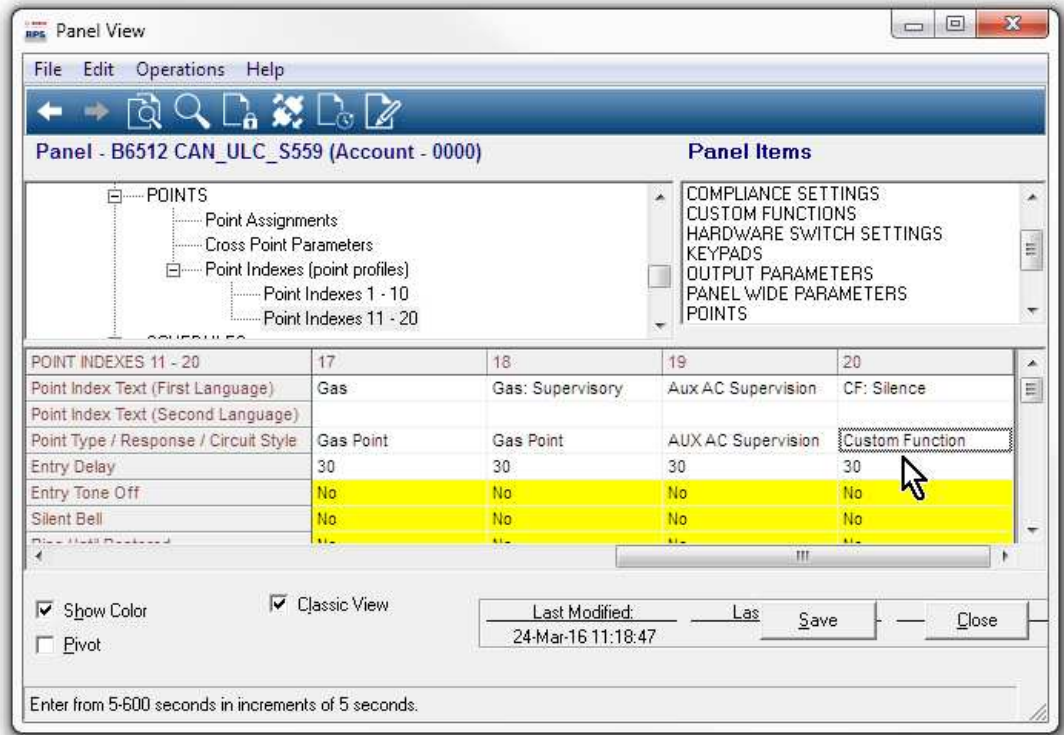 RPS Panel View
File Edit Operations Help
Panel - B6512 CAN_ULC_S559 (Account - 0000) Panel Items
POINTS
Point Assignments
Cross Point Parameters
Point Indexes (point profiles)
Point Indexes 1 - 10
Point Indexes 11 - 20
COMPLIANCE SETTINGS
CUSTOM FUNCTIONS
HARDWARE SWITCH SETTINGS
KEYPADS
OUTPUT PARAMETERS
PANEL WIDE PARAMETERS
POINTS
POINT INDEXES 11 - 20 17 18 19 20
Point Index Text (First Language) Gas Gas: Supervisory Aux AC Supervision CF: Silence
Point Index Text (Second Language)
Point Type / Response / Circuit Style Gas Point Gas Point AUX AC Supervision Custom Function
Entry Delay 30 30 30 30
Entry Tone Off No No No No
Silent Bell No No No No
Show Color Classic View Last Modified: Las Save Close
Pivot 24-Mar-16 11:18:47
Enter from 5-600 seconds in increments of 5 seconds.